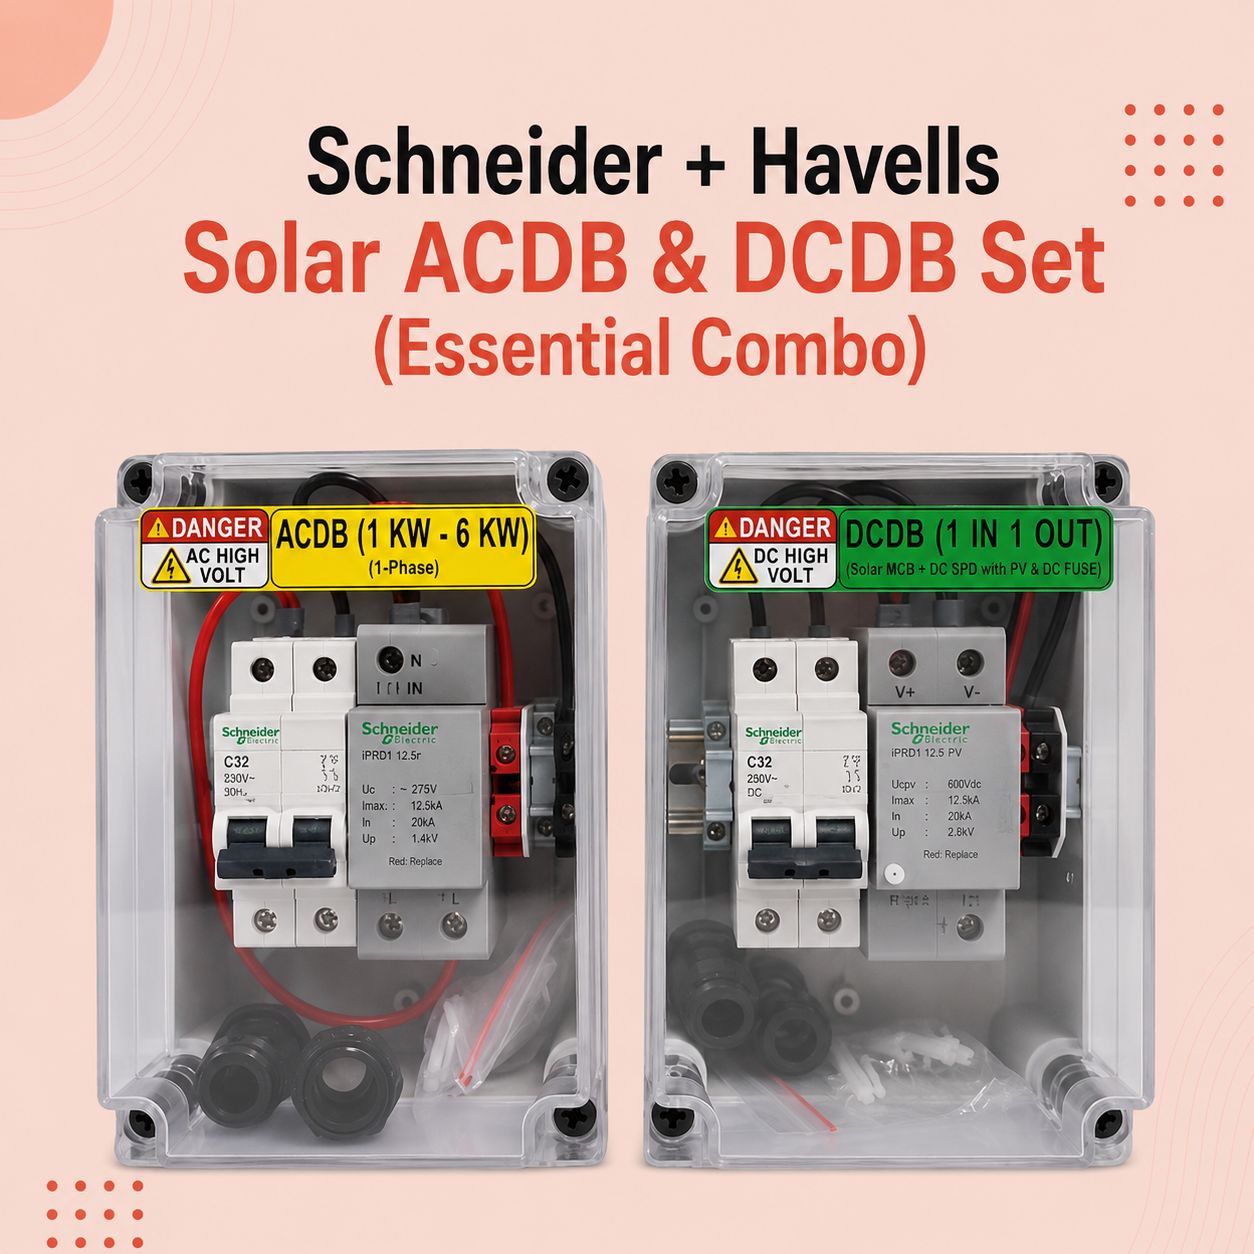 Schneider + Havells
Solar ACDB & DCDB Set
(Essential Combo)
DANGER
AC HIGH
VOLT
ACDB (1 KW - 6 KW)
(1-Phase)
N
IN
Schneider
Electric
C32
230V~
Schneider
Electric
iPRD1 12.5r
Uc : ~ 275V
Imax. : 12.5kA
In : 20kA
Up : 1.4kV
Red: Replace
L
L
DANGER
DC HIGH
VOLT
DCDB (1 IN 1 OUT)
(Solar MCB + DC SPD with PV & DC FUSE)
V+ V-
Schneider
Electric
C32
250V~
DC
Schneider
Electric
iPRD1 12.5 PV
Ucpv : 600Vdc
Imax : 12.5kA
In : 20kA
Up : 2.8kV
Red: Replace